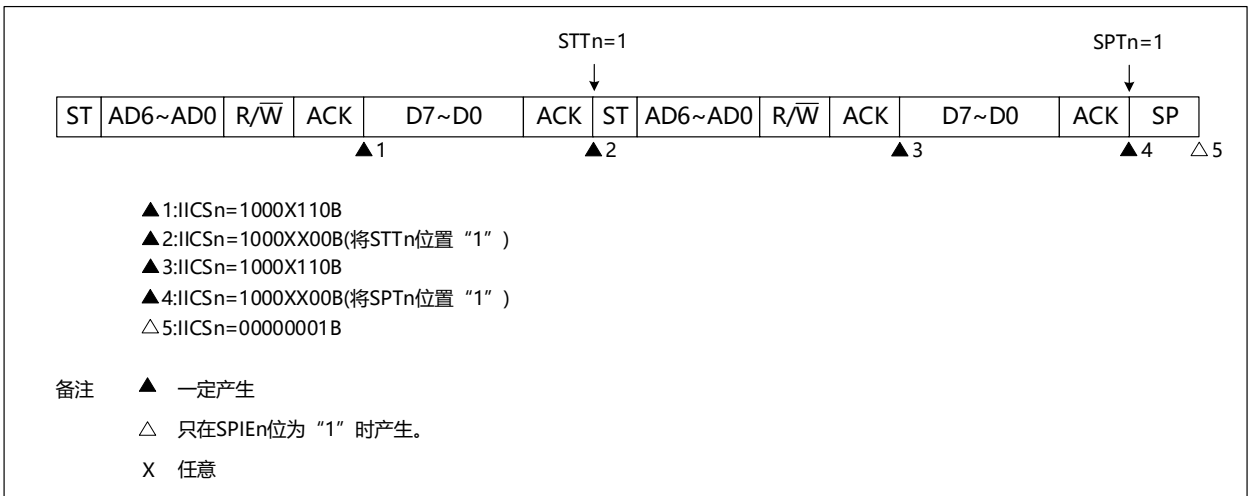 STTn=1 SPTn=1
ST AD6~AD0 R/W̅ ACK D7~D0 ACK ST AD6~AD0 R/W̅ ACK D7~D0 ACK SP
▲1 ▲2 ▲3 ▲4 △5
▲1:IICSn=1000X110B
▲2:IICSn=1000XX00B(将STTn位置“1”)
▲3:IICSn=1000X110B
▲4:IICSn=1000XX00B(将SPTn位置“1”)
△5:IICSn=00000001B
备注 ▲ 一定产生
△ 只在SPIEn位为“1”时产生。
X 任意